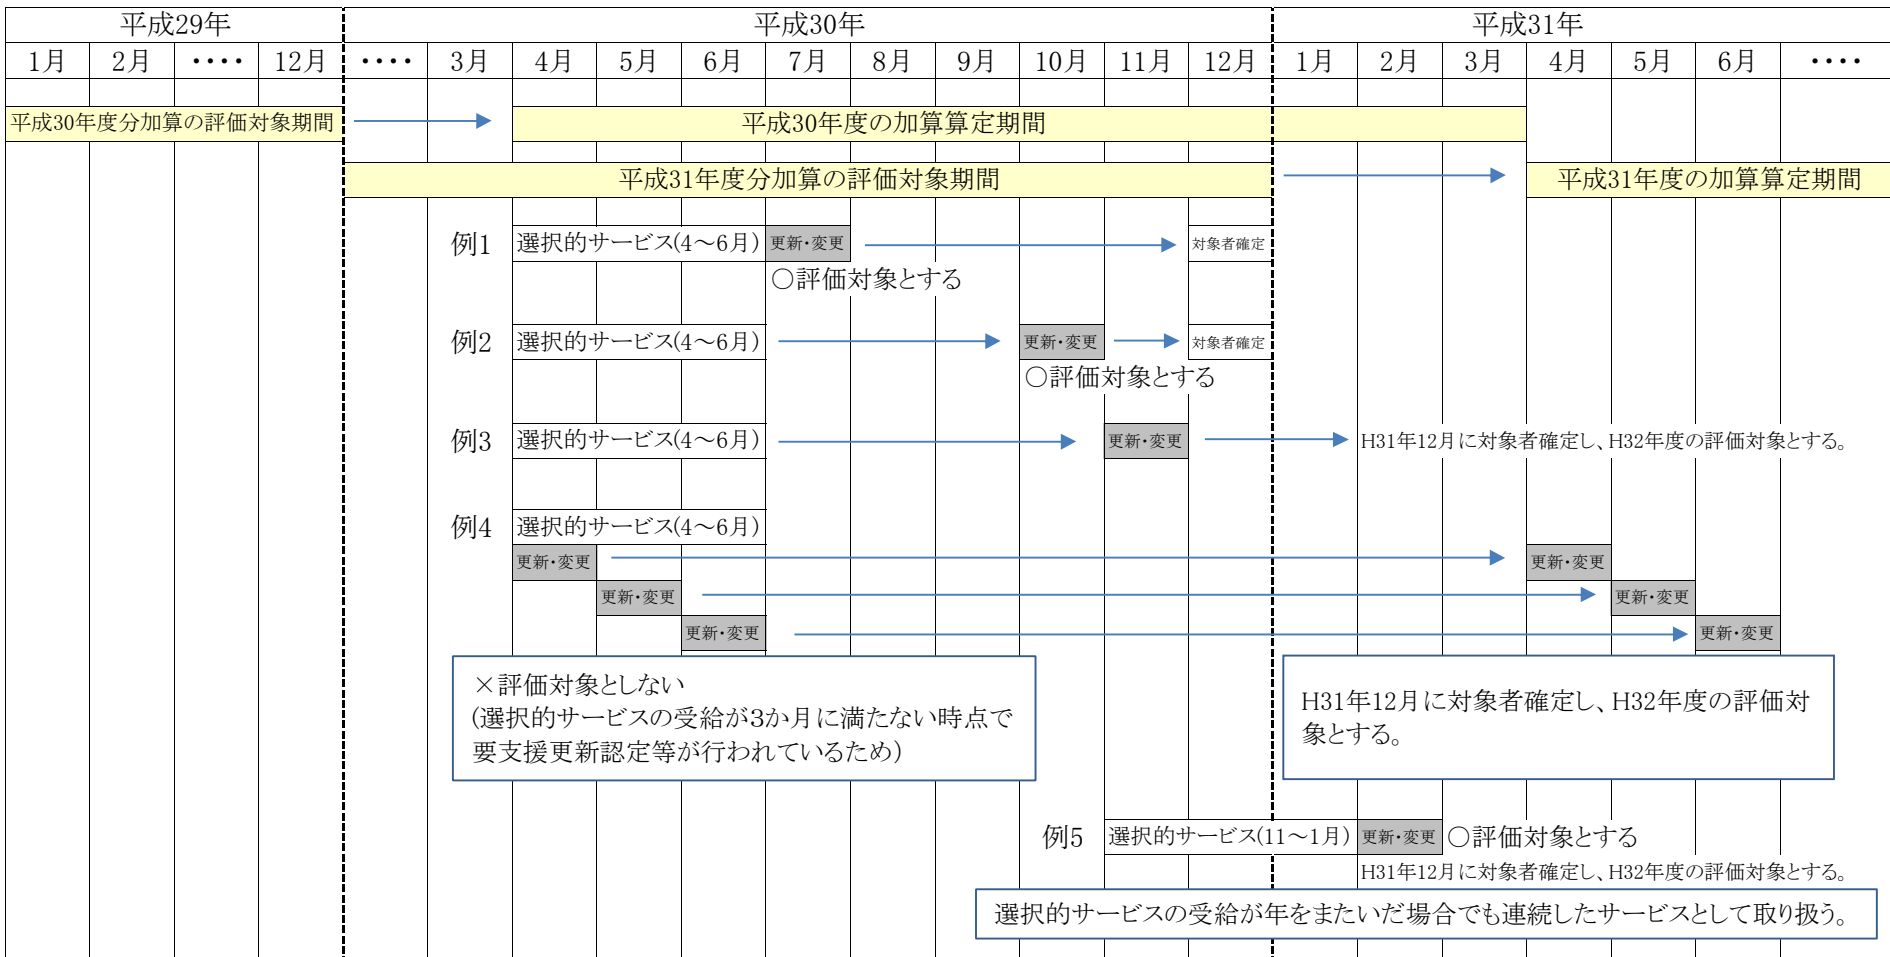 平成29年 平成30年 平成31年
1月 2月 ‥‥ 12月 ‥‥ 3月 4月 5月 6月 7月 8月 9月 10月 11月 12月 1月 2月 3月 4月 5月 6月 ‥‥
平成30年度分加算の評価対象期間 平成30年度の加算算定期間
平成31年度分加算の評価対象期間 平成31年度の加算算定期間
例1 選択的サービス(4～6月) 更新・変更 対象者確定
○評価対象とする
例2 選択的サービス(4～6月) 更新・変更 対象者確定
○評価対象とする
例3 選択的サービス(4～6月) 更新・変更 H31年12月に対象者確定し、H32年度の評価対象とする。
例4 選択的サービス(4～6月)
更新・変更 更新・変更
更新・変更 更新・変更
更新・変更 更新・変更
×評価対象としない
(選択的サービスの受給が3か月に満たない時点で
要支援更新認定等が行われているため)
H31年12月に対象者確定し、H32年度の評価対
象とする。
例5 選択的サービス(11～1月) 更新・変更 ○評価対象とする
H31年12月に対象者確定し、H32年度の評価対象とする。
選択的サービスの受給が年をまたいだ場合でも連続したサービスとして取り扱う。